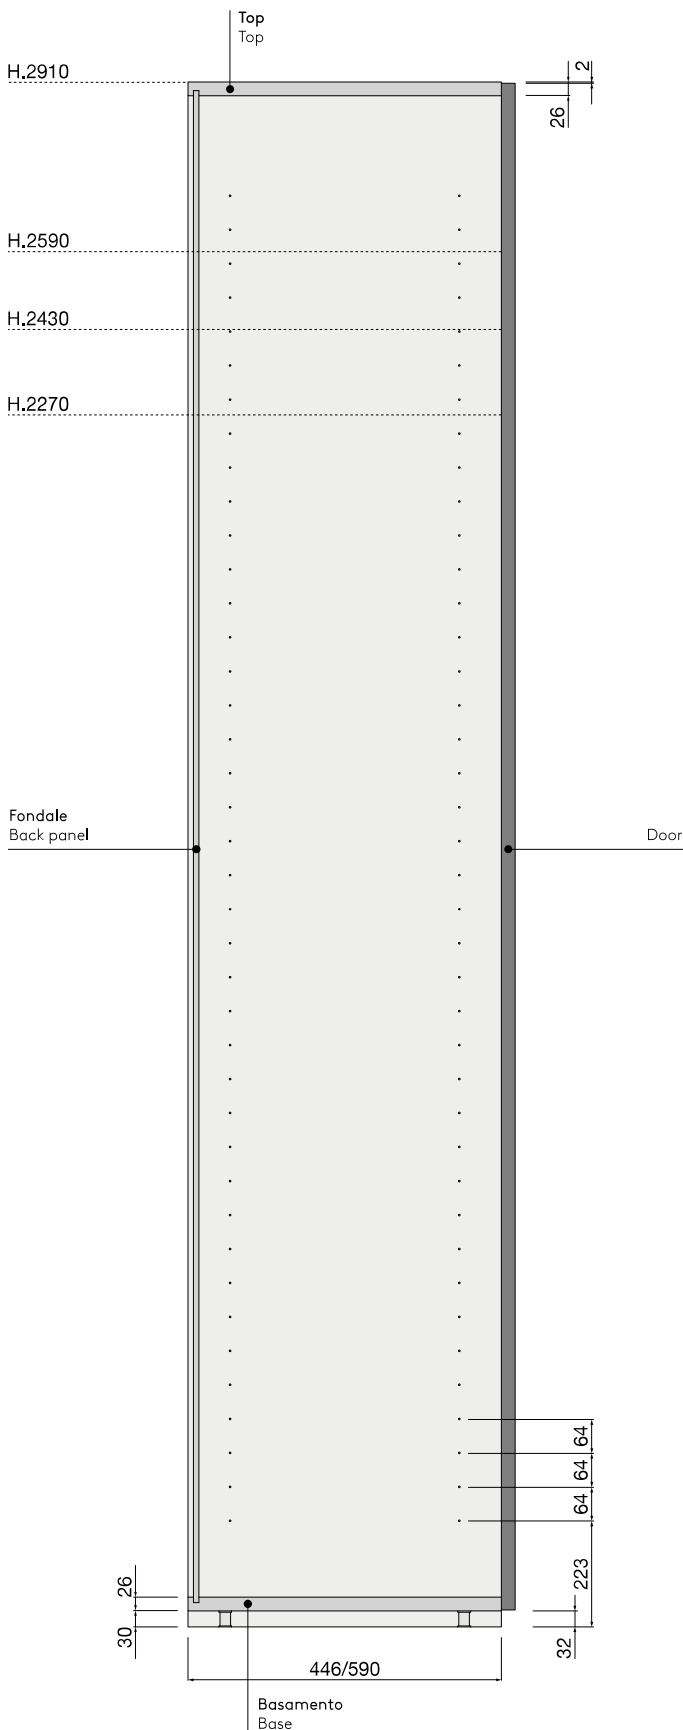 Top
Top
H.2910
2
26
H.2590
H.2430
H.2270
Fondale
Back panel
Door
64
64
64
223
26
30
32
446/590
Basamento
Base